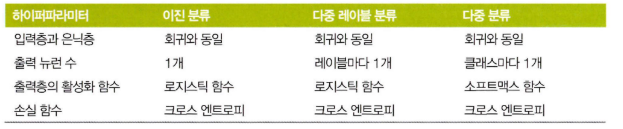 하이퍼파라미터 이진 분류 다중 레이블 분류 다중 분류
입력층과 은닉층 회귀와 동일 회귀와 동일 회귀와 동일
출력 뉴런 수 1개 레이블마다 1개 클래스마다 1개
출력층의 활성화 함수 로지스틱 함수 로지스틱 함수 소프트맥스 함수
손실 함수 크로스 엔트로피 크로스 엔트로피 크로스 엔트로피